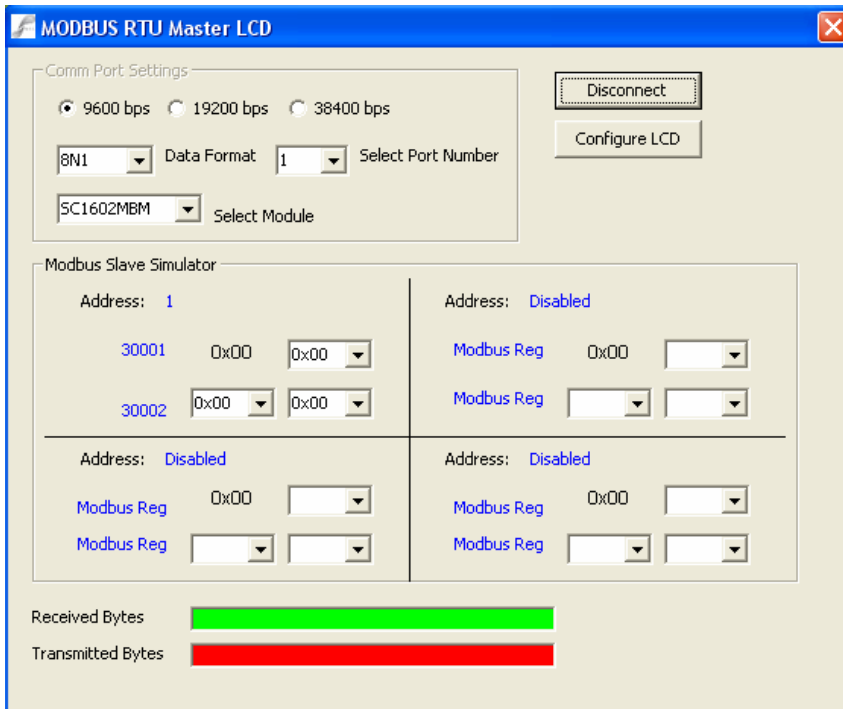 MODBUS RTU Master LCD
Comm Port Settings
9600 bps 19200 bps 38400 bps
8N1 Data Format 1 Select Port Number
SC1602MBM Select Module
Disconnect
Configure LCD
Modbus Slave Simulator
Address: 1
30001 0x00 0x00
30002 0x00 0x00
Address: Disabled
Modbus Reg 0x00
Modbus Reg
Address: Disabled
Modbus Reg 0x00
Modbus Reg
Address: Disabled
Modbus Reg 0x00
Modbus Reg
Received Bytes
Transmitted Bytes